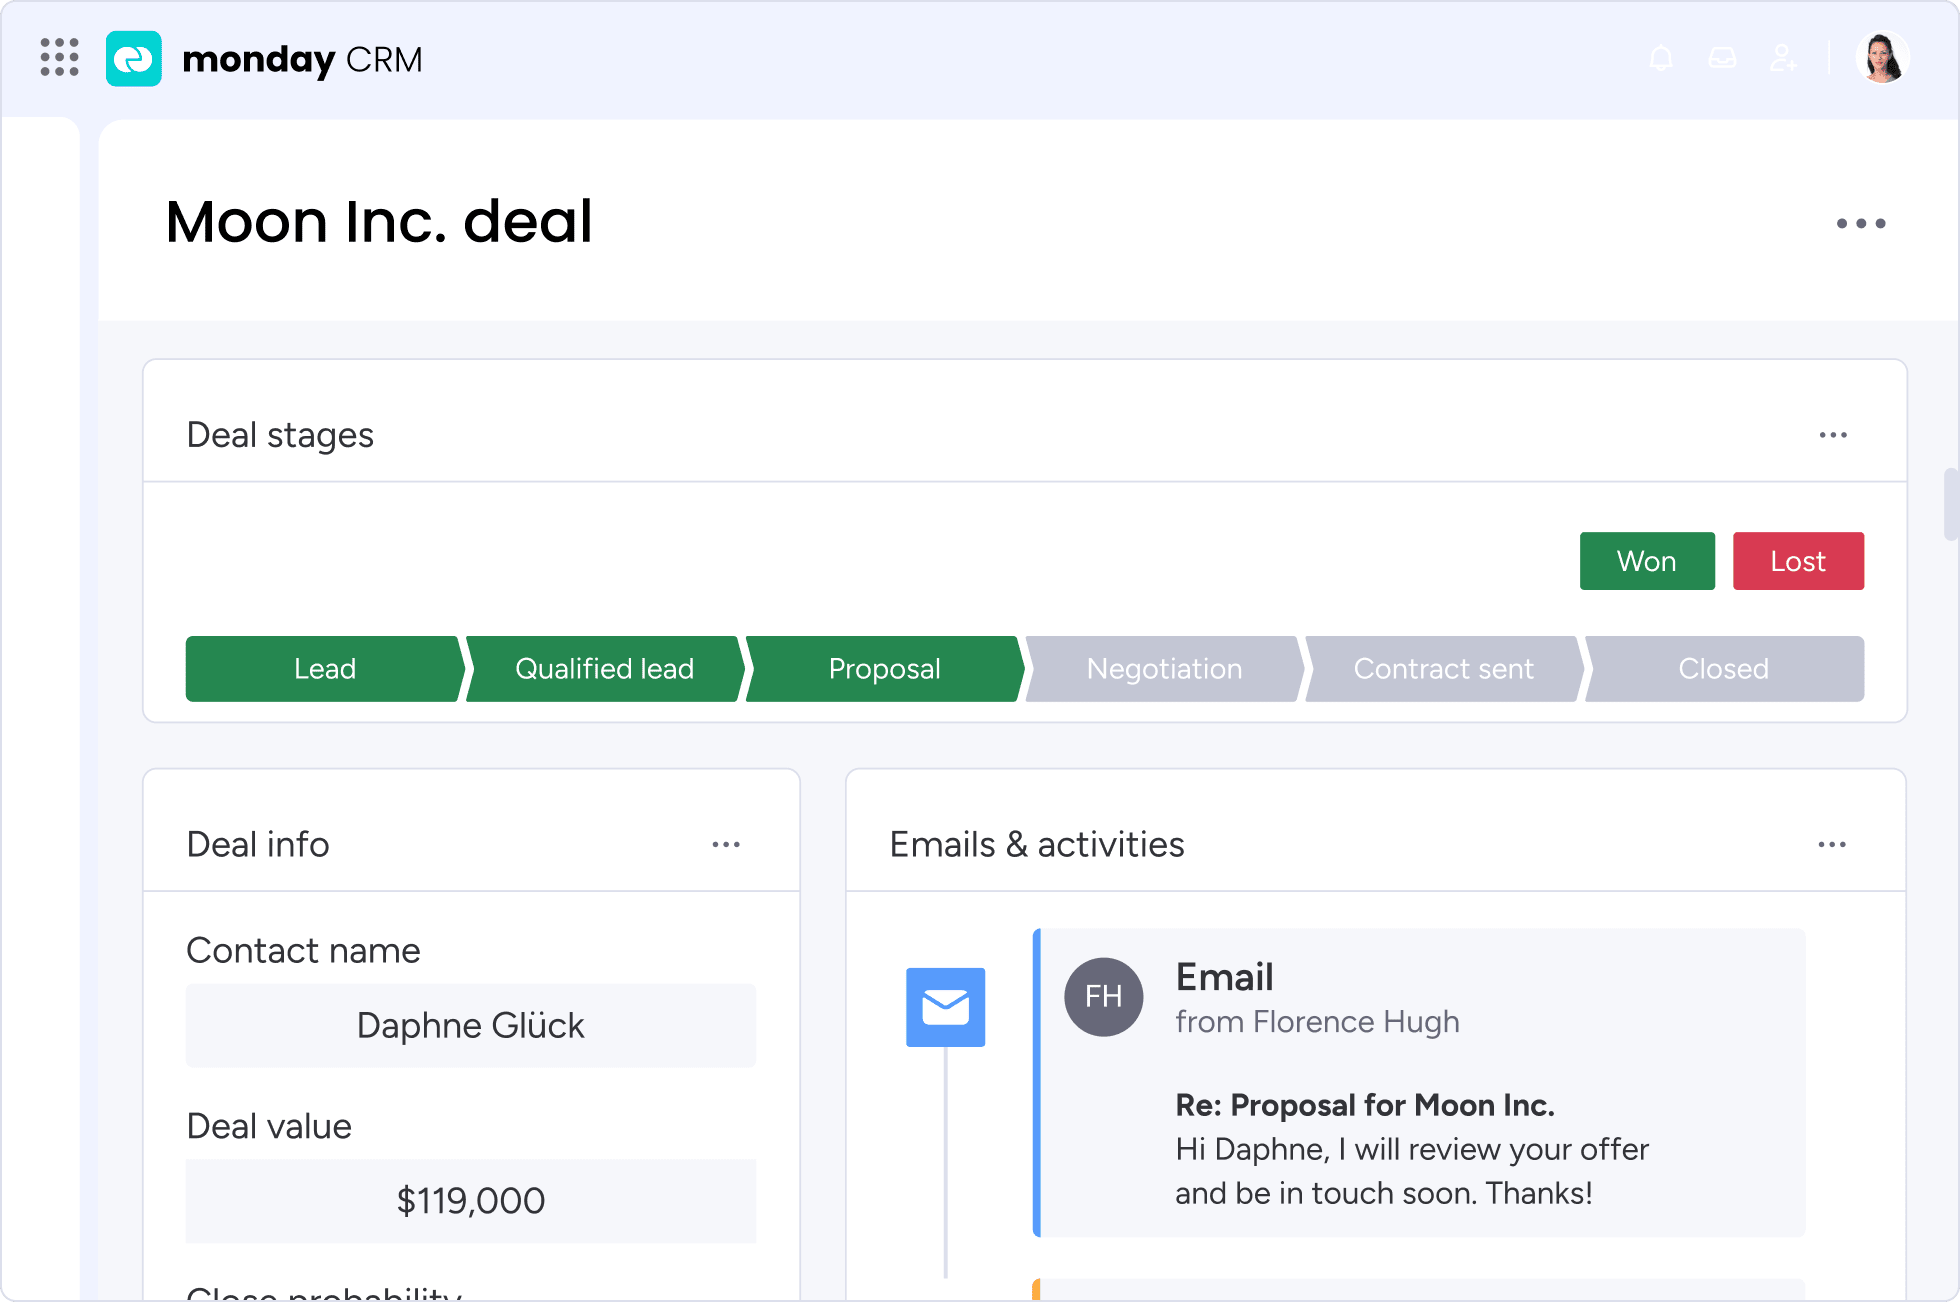 monday CRM
Moon Inc. deal
Deal stages
Won
Lost
Lead
Qualified lead
Proposal
Negotiation
Contract sent
Closed
Deal info
Contact name
Daphne Glück
Deal value
$119,000
Close probability
Emails & activities
FH
Email
from Florence Hugh
Re: Proposal for Moon Inc.
Hi Daphne, I will review your offer
and be in touch soon. Thanks!